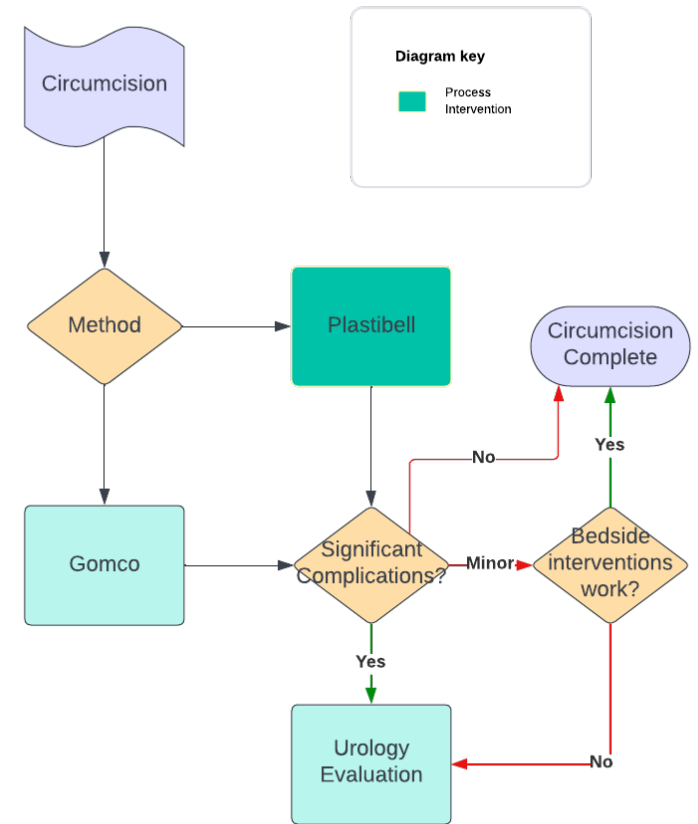 Circumcision
Diagram key
Process
Intervention
Method
Plastibell
Circumcision
Complete
No
Yes
Gomco
Significant
Complications?
Minor
Bedside
interventions
work?
Yes
Urology
Evaluation
No